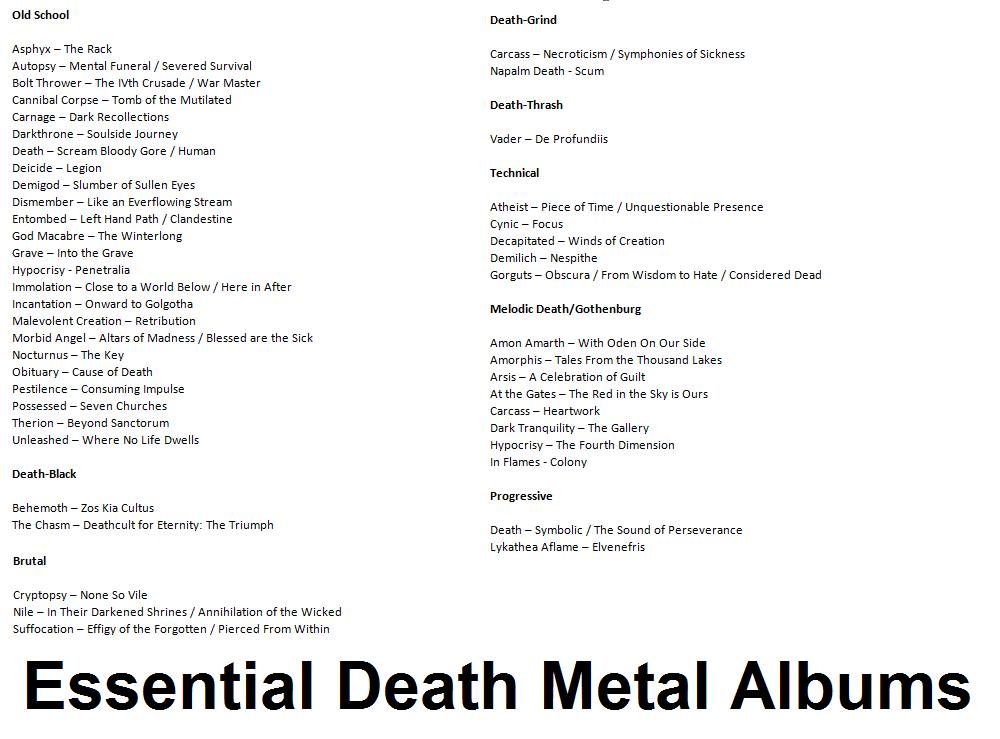 Old School
Asphyx – The Rack
Autopsy – Mental Funeral / Severed Survival
Bolt Thrower – The IVth Crusade / War Master
Cannibal Corpse – Tomb of the Mutilated
Carnage – Dark Recollections
Darkthrone – Soulside Journey
Death – Scream Bloody Gore / Human
Deicide – Legion
Demigod – Slumber of Sullen Eyes
Dismember – Like an Everflowing Stream
Entombed – Left Hand Path / Clandestine
God Macabre – The Winterlong
Grave – Into the Grave
Hypocrisy - Penetralia
Immolation – Close to a World Below / Here in After
Incantation – Onward to Golgotha
Malevolent Creation – Retribution
Morbid Angel – Altars of Madness / Blessed are the Sick
Nocturnus – The Key
Obituary – Cause of Death
Pestilence – Consuming Impulse
Possessed – Seven Churches
Therion – Beyond Sanctorum
Unleashed – Where No Life Dwells
Death-Black
Behemoth – Zos Kia Cultus
The Chasm – Deathcult for Eternity: The Triumph
Brutal
Cryptopsy – None So Vile
Nile – In Their Darkened Shrines / Annihilation of the Wicked
Suffocation – Effigy of the Forgotten / Pierced From Within
Death-Grind
Carcass – Necroticism / Symphonies of Sickness
Napalm Death - Scum
Death-Thrash
Vader – De Profundiis
Technical
Atheist – Piece of Time / Unquestionable Presence
Cynic – Focus
Decapitated – Winds of Creation
Demilich – Nespithe
Gorguts – Obscura / From Wisdom to Hate / Considered Dead
Melodic Death/Gothenburg
Amon Amarth – With Oden On Our Side
Amorphis – Tales From the Thousand Lakes
Arsis – A Celebration of Guilt
At the Gates – The Red in the Sky is Ours
Carcass – Heartwork
Dark Tranquility – The Gallery
Hypocrisy – The Fourth Dimension
In Flames - Colony
Progressive
Death – Symbolic / The Sound of Perseverance
Lykathea Aflame – Elvenefris
Essential Death Metal Albums